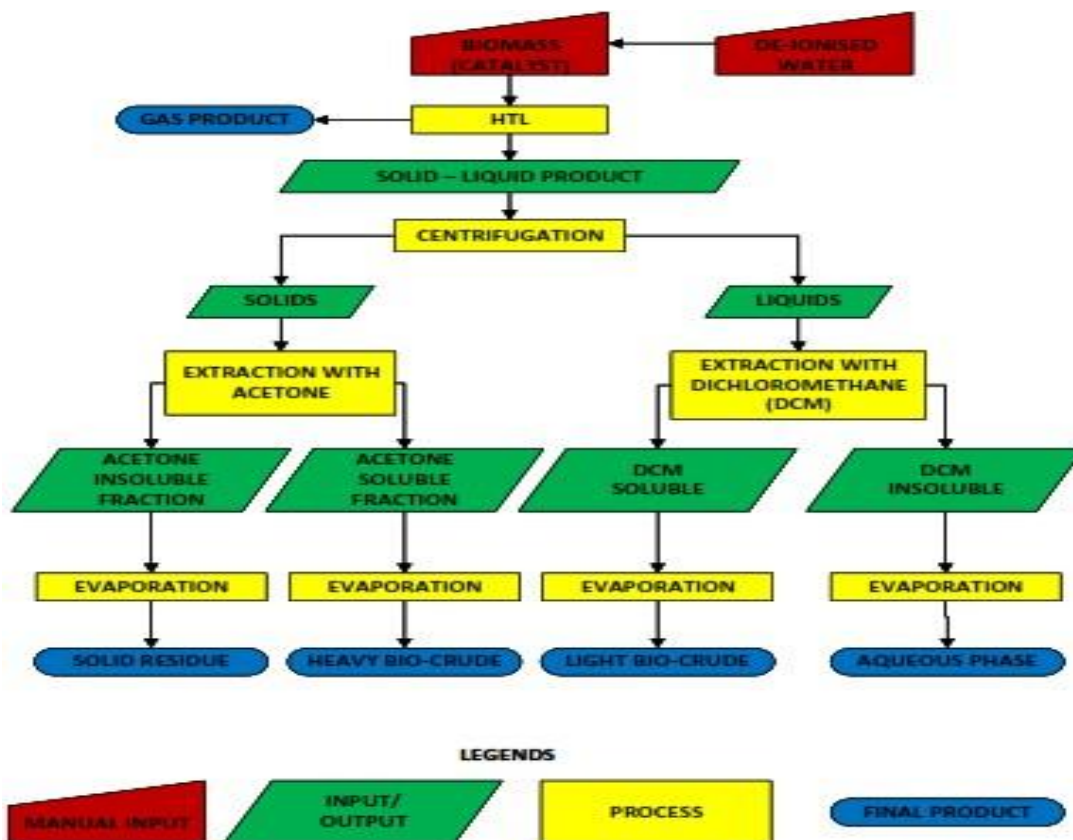 BIOMASS
(CATALYST)
DE-IONISED
WATER
GAS PRODUCT
HTL
SOLID – LIQUID PRODUCT
CENTRIFUGATION
SOLIDS
LIQUIDS
EXTRACTION WITH
ACETONE
EXTRACTION WITH
DICHLOROMETHANE
(DCM)
ACETONE
INSOLUBLE
FRACTION
ACETONE
SOLUBLE
FRACTION
DCM
SOLUBLE
DCM
INSOLUBLE
EVAPORATION
EVAPORATION
EVAPORATION
EVAPORATION
SOLID RESIDUE
HEAVY BIO-CRUDE
LIGHT BIO-CRUDE
AQUEOUS PHASE
LEGENDS
MANUAL INPUT
INPUT/
OUTPUT
PROCESS
FINAL PRODUCT